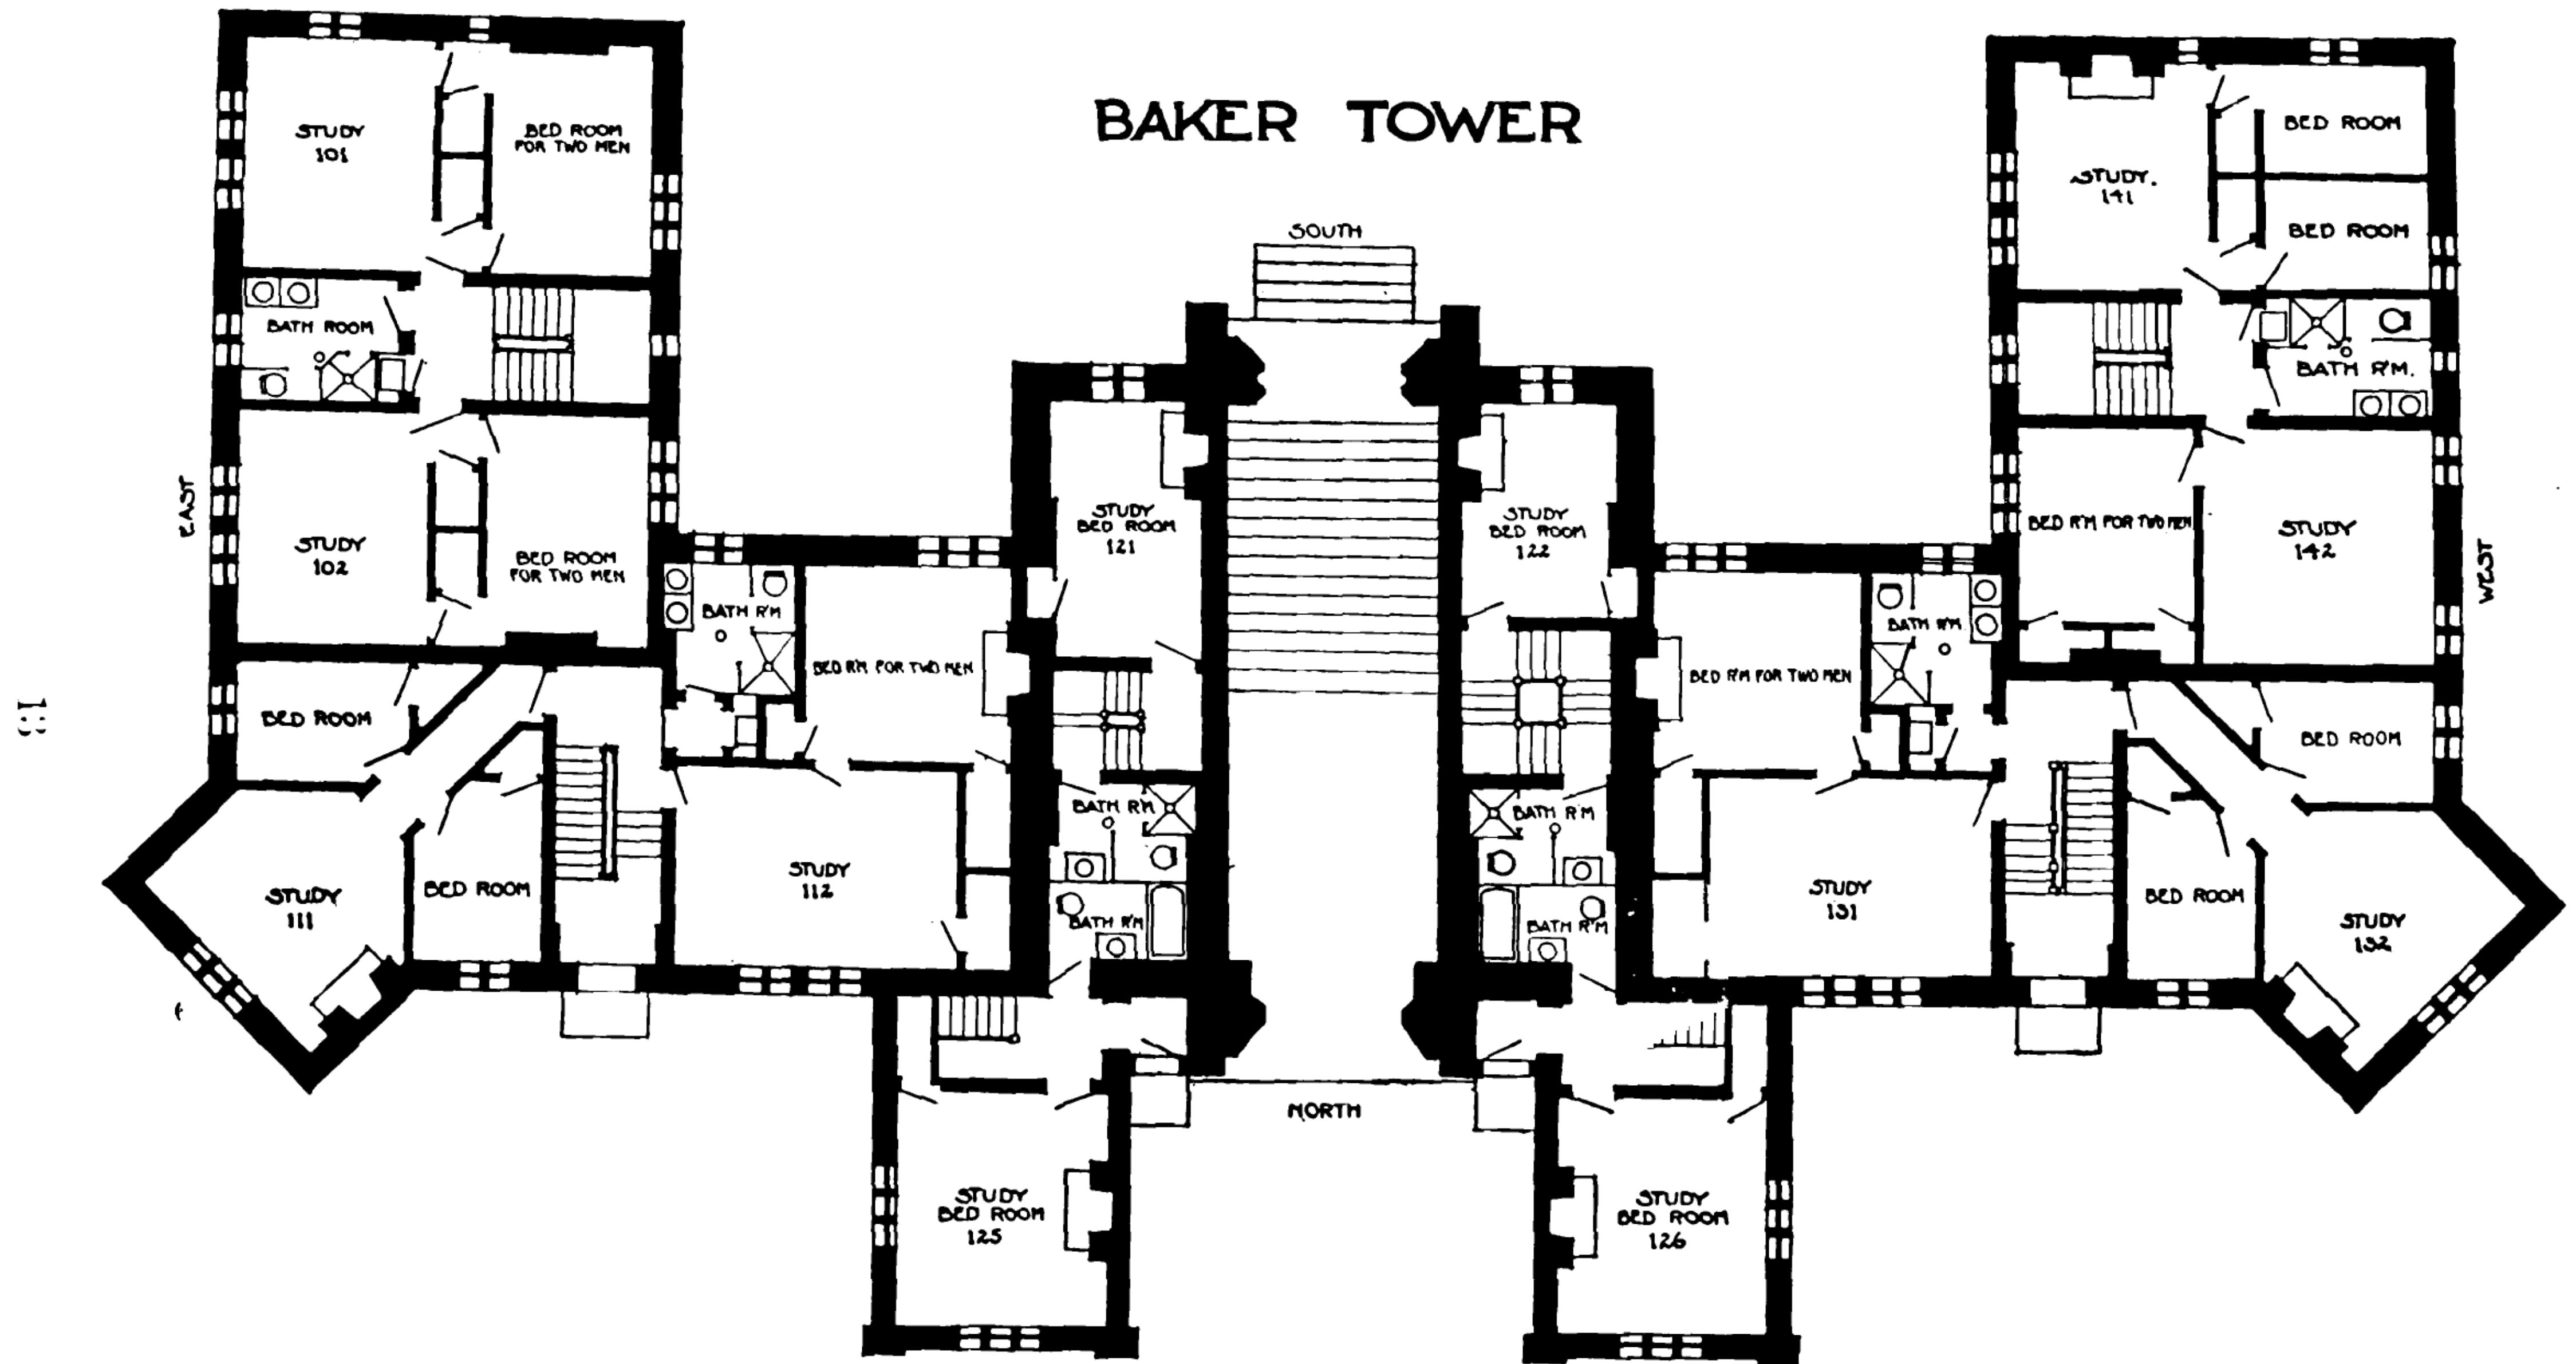 BAKER TOWER
STUDY
101
BED ROOM
FOR TWO MEN
BED ROOM
STUDY.
141
BED ROOM
SOUTH
BATH ROOM
BATH R'M.
EAST
STUDY
102
BED ROOM
FOR TWO MEN
STUDY
BED ROOM
121
STUDY
BED ROOM
122
BED R'M FOR TWO MEN
STUDY
142
WEST
BATH R'M
BED R'M FOR TWO MEN
BED R'M FOR TWO MEN
BATH R'M
BED ROOM
BED ROOM
13
BATH R'M
BATH R'M
STUDY
111
BED ROOM
STUDY
112
BATH R'M
BATH R'M
STUDY
131
BED ROOM
STUDY
132
NORTH
STUDY
BED ROOM
125
STUDY
BED ROOM
126